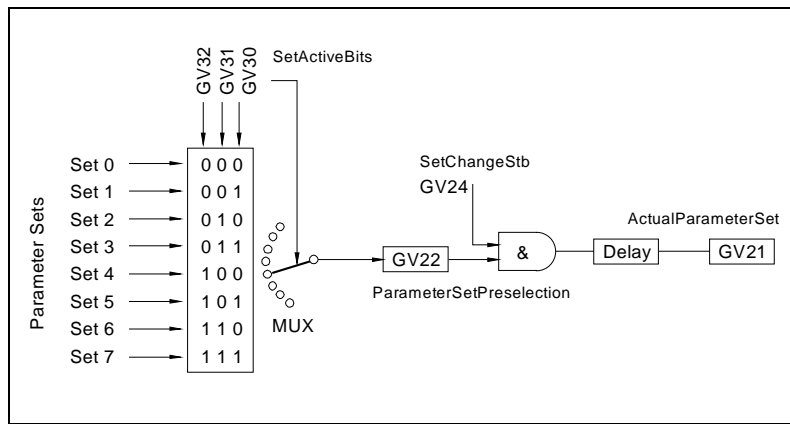 GV32
GV31
GV30
SetActiveBits
Parameter Sets
Set 0 0 0 0
Set 1 0 0 1
Set 2 0 1 0
Set 3 0 1 1
Set 4 1 0 0
Set 5 1 0 1
Set 6 1 1 0
Set 7 1 1 1
MUX
GV22
ParameterSetPreselection
SetChangeStb
GV24
&
Delay
ActualParameterSet
GV21